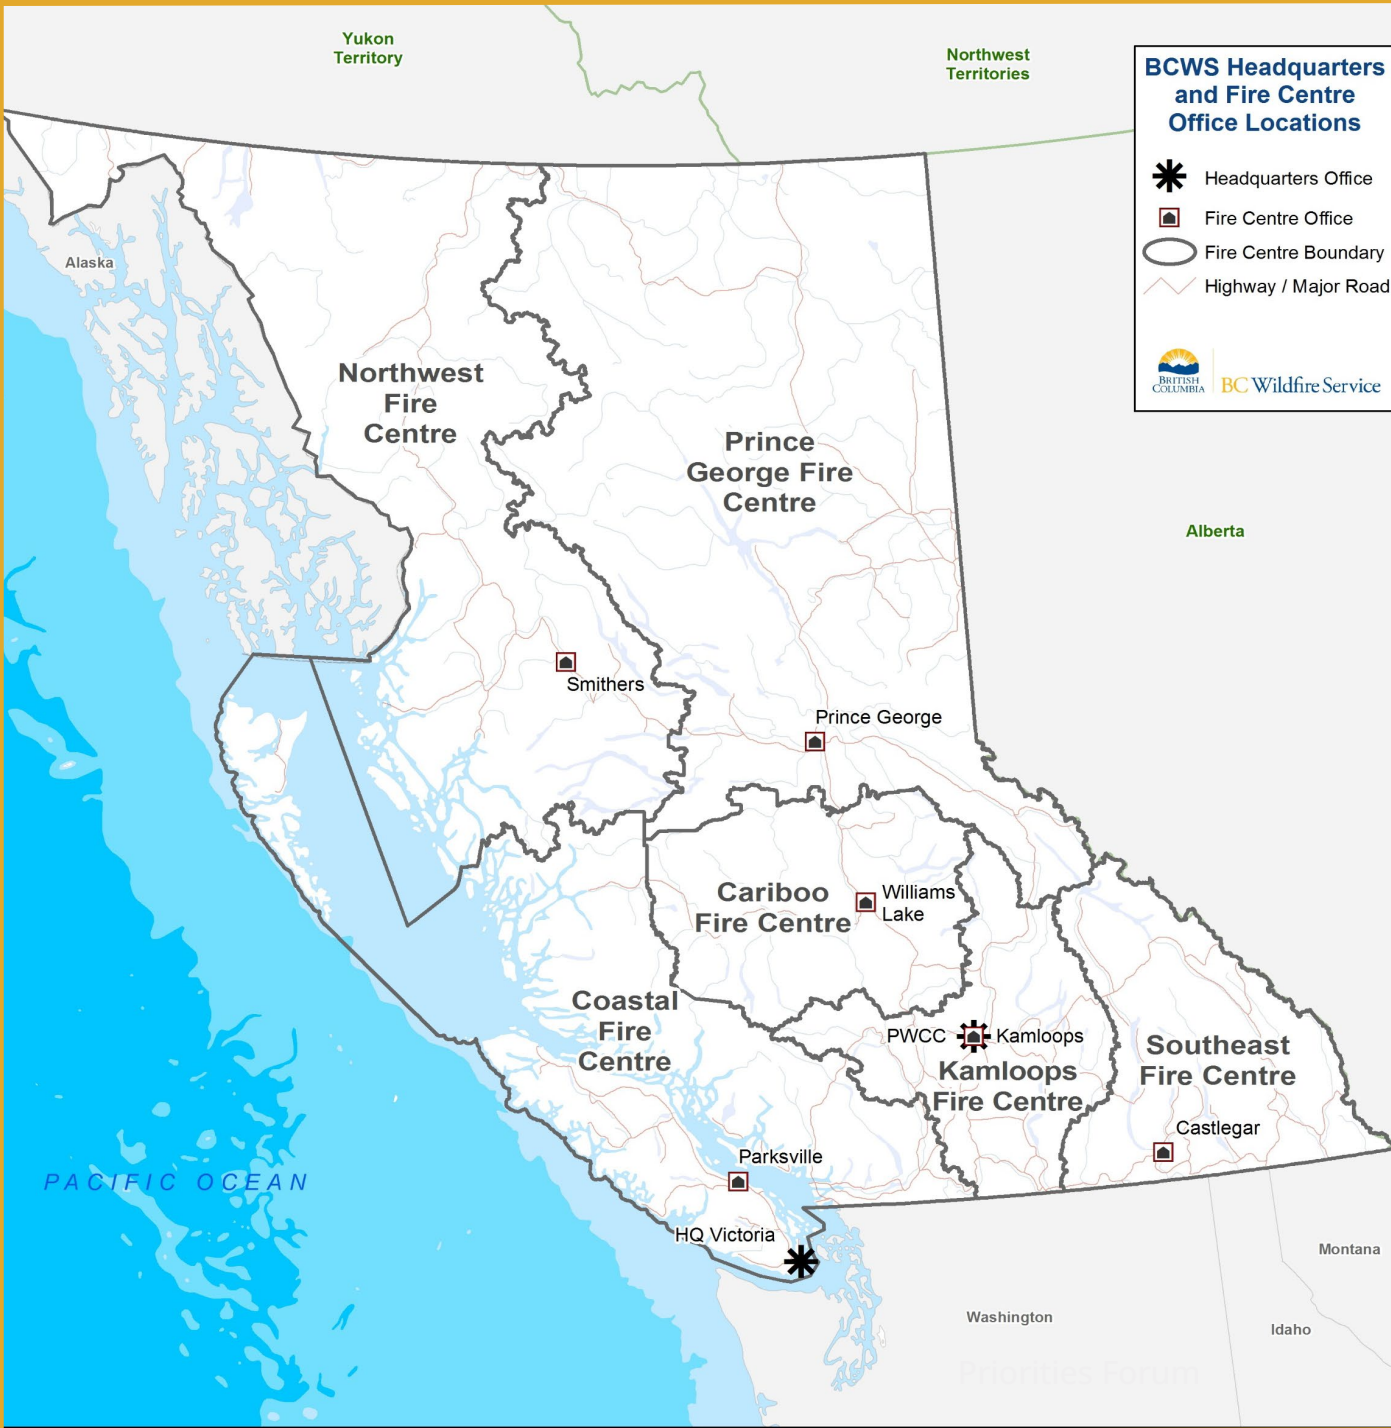 Yukon
Territory
Northwest
Territories
BCWS Headquarters
and Fire Centre
Office Locations
Headquarters Office
Fire Centre Office
Fire Centre Boundary
Highway / Major Road
BRITISH
COLUMBIA
BC Wildfire Service
Alaska
Northwest
Fire
Centre
Prince
George Fire
Centre
Alberta
Smithers
Prince George
Cariboo
Fire Centre
Williams
Lake
Coastal
Fire
Centre
PWCC
Kamloops
Kamloops
Fire Centre
Southeast
Fire Centre
Castlegar
Parksville
PACIFIC OCEAN
HQ Victoria
Montana
Washington
Idaho
Priorities Forum